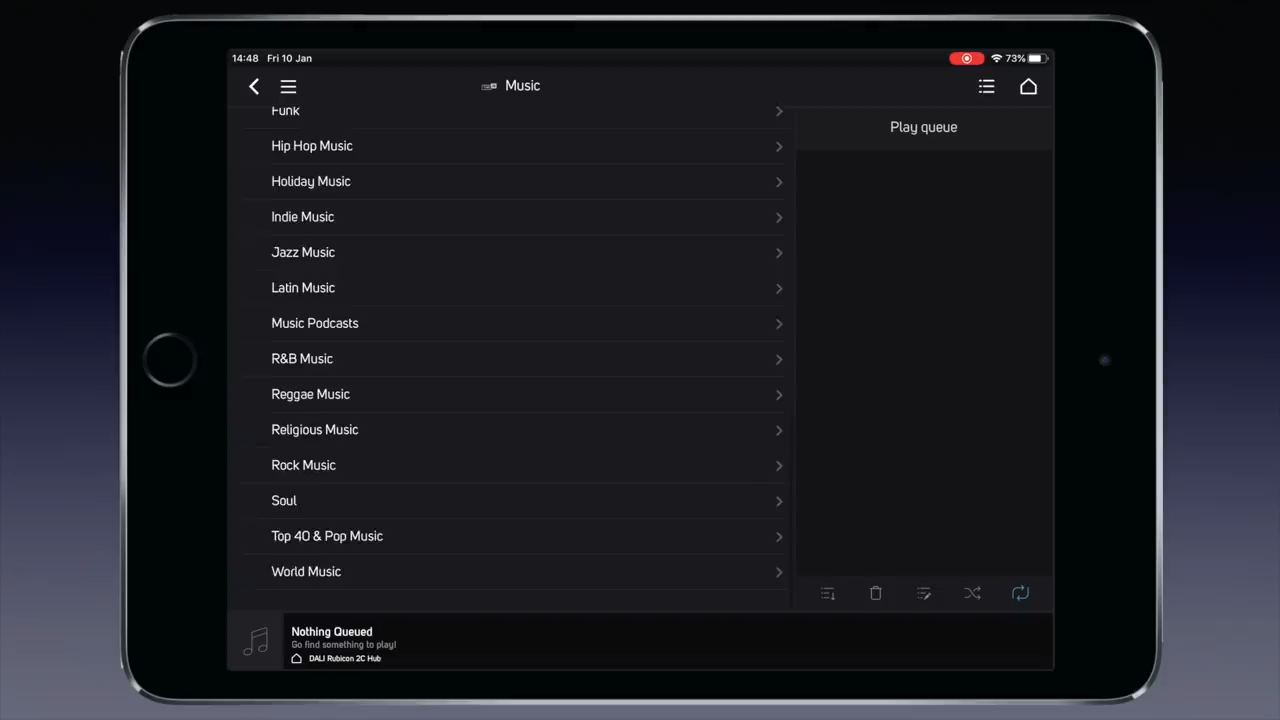 14:48 Fri 10 Jan
73%
Music
Funk
Hip Hop Music
Holiday Music
Indie Music
Jazz Music
Latin Music
Music Podcasts
R&B Music
Reggae Music
Religious Music
Rock Music
Soul
Top 40 & Pop Music
World Music
Play queue
Nothing Queued
Go find something to play!
DALI Rubicon 2C Hub